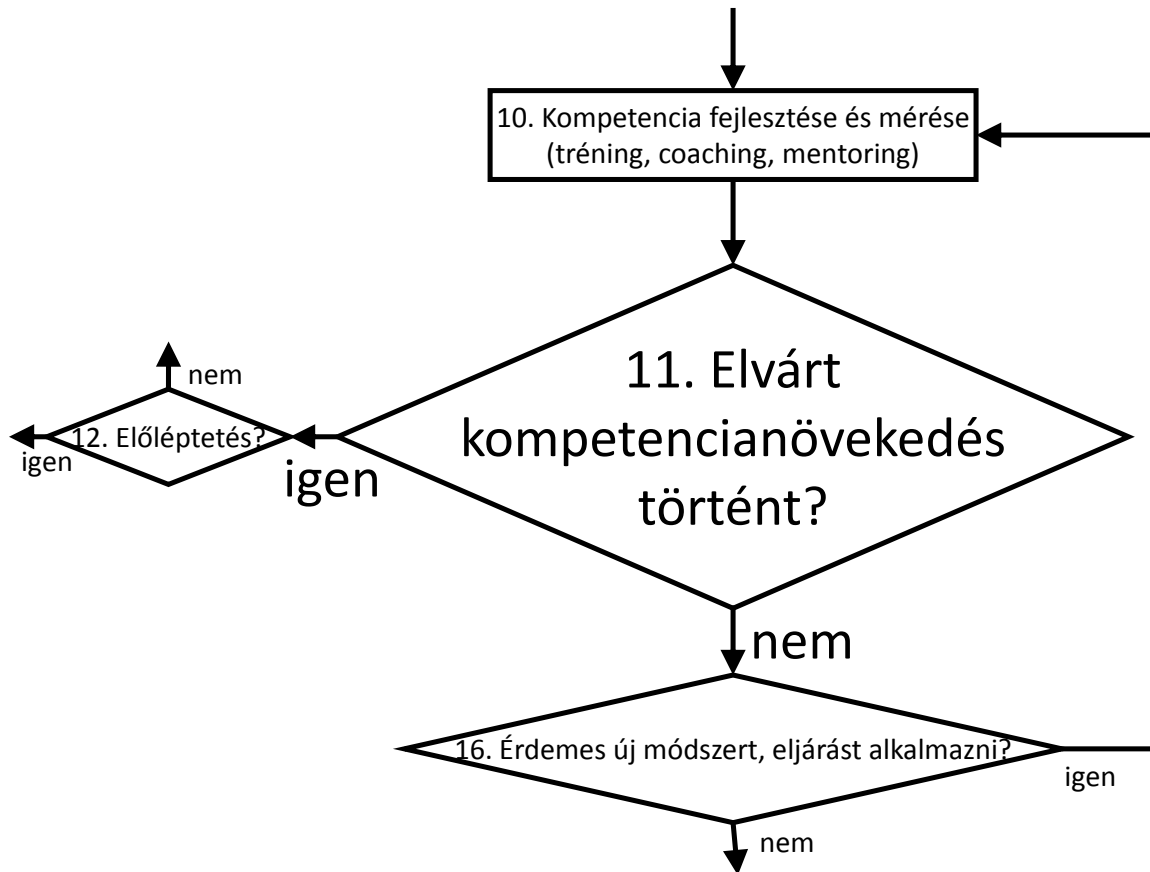 10. Kompetencia fejlesztése és mérése
(tréning, coaching, mentoring)
11. Elvárt
kompetencianövekedés
történt?
nem
12. Előléptetés?
igen
igen
nem
16. Érdemes új módszert, eljárást alkalmazni?
igen
nem